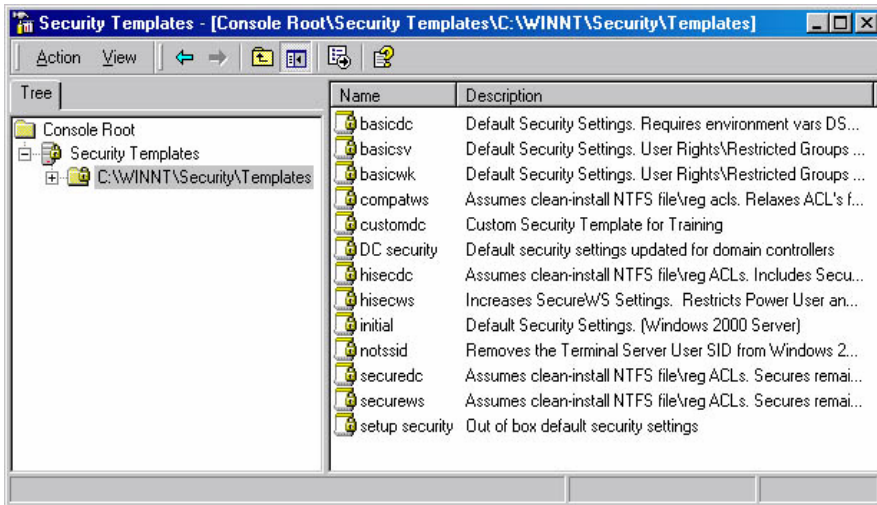 Security Templates - [Console Root\Security Templates\C:\WINNT\Security\Templates]
Action View
Tree
Console Root
Security Templates
C:\WINNT\Security\Templates
Name Description
basicdc Default Security Settings. Requires environment vars DS...
basicsv Default Security Settings. User Rights\Restricted Groups ...
basicwk Default Security Settings. User Rights\Restricted Groups ...
compatws Assumes clean-install NTFS file\reg acls. Relaxes ACL's f...
customdc Custom Security Template for Training
DC security Default security settings updated for domain controllers
hisecdc Assumes clean-install NTFS file\reg ACLs. Includes Secu...
hisecws Increases SecureWS Settings. Restricts Power User an...
initial Default Security Settings. (Windows 2000 Server)
notssid Removes the Terminal Server User SID from Windows 2...
securedc Assumes clean-install NTFS file\reg ACLs. Secures remai...
securews Assumes clean-install NTFS file\reg ACLs. Secures remai...
setup security Out of box default security settings